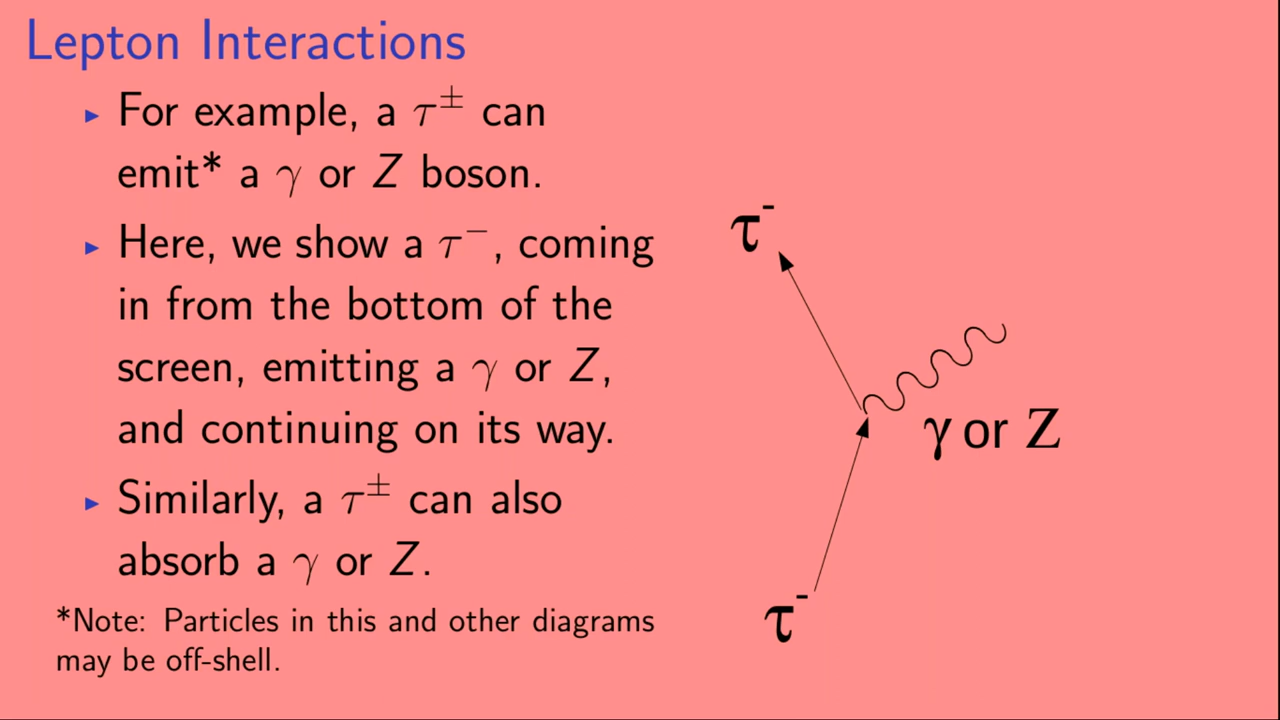 Lepton Interactions
▸ For example, a τ± can
emit* a γ or Z boson.
▸ Here, we show a τ⁻, coming
in from the bottom of the
screen, emitting a γ or Z,
and continuing on its way.
▸ Similarly, a τ± can also
absorb a γ or Z.
*Note: Particles in this and other diagrams
may be off-shell.
τ-
γ or Z
τ-